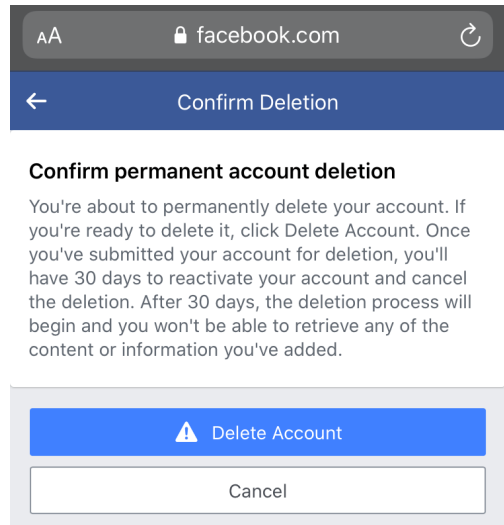 AA facebook.com
Confirm Deletion
Confirm permanent account deletion
You're about to permanently delete your account. If
you're ready to delete it, click Delete Account. Once
you've submitted your account for deletion, you'll
have 30 days to reactivate your account and cancel
the deletion. After 30 days, the deletion process will
begin and you won't be able to retrieve any of the
content or information you've added.
Delete Account
Cancel